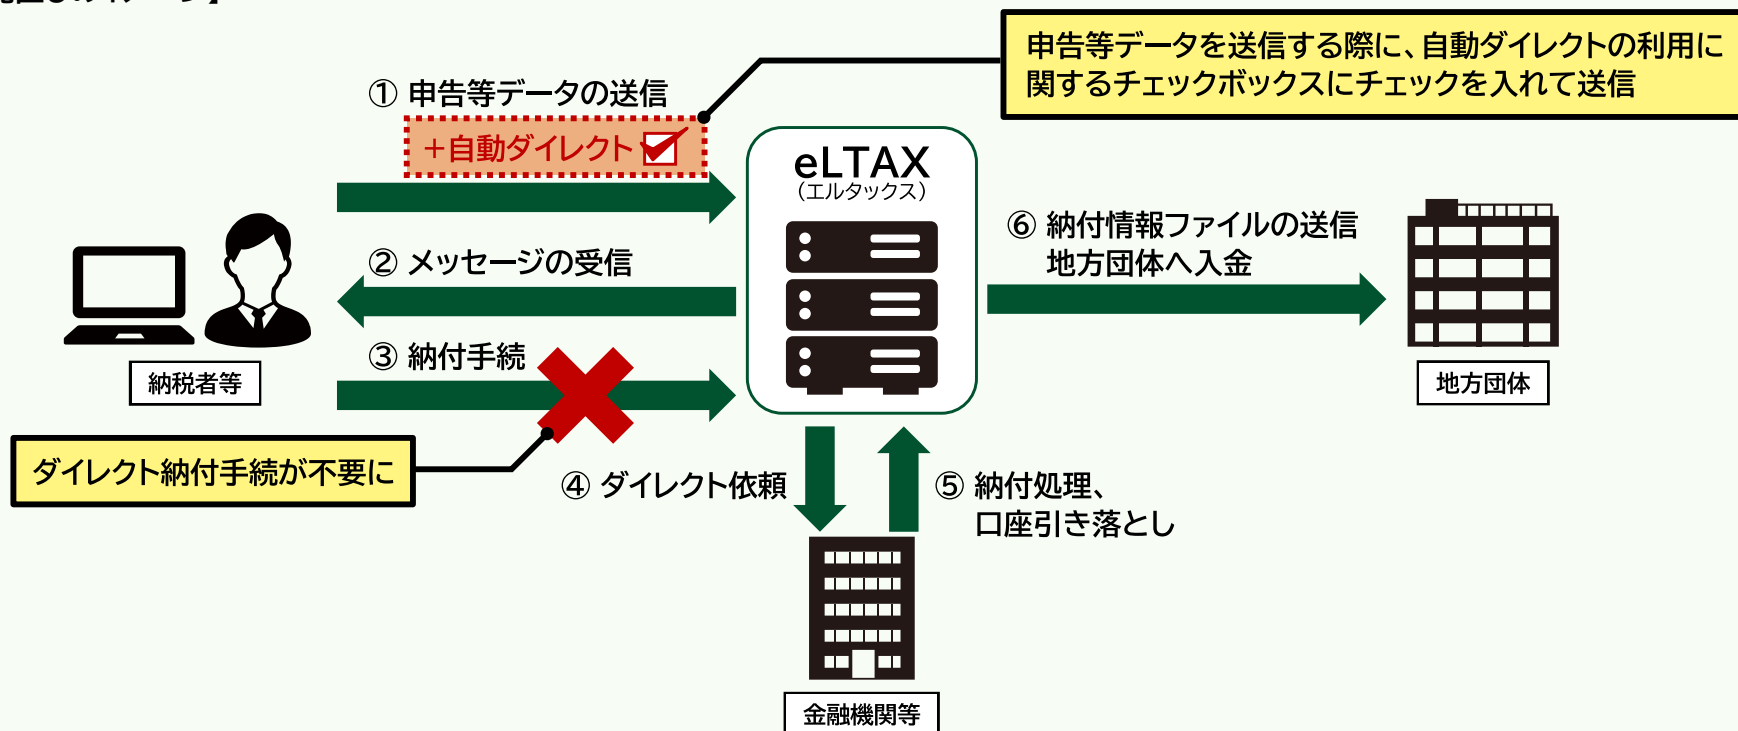 申告等データを送信する際に、自動ダイレクトの利用に
関するチェックボックスにチェックを入れて送信
① 申告等データの送信
+自動ダイレクト
eLTAX
（エルタックス）
② メッセージの受信
③ 納付手続
納税者等
ダイレクト納付手続が不要に
④ ダイレクト依頼
⑤ 納付処理、
口座引き落とし
⑥ 納付情報ファイルの送信
地方団体へ入金
地方団体
金融機関等